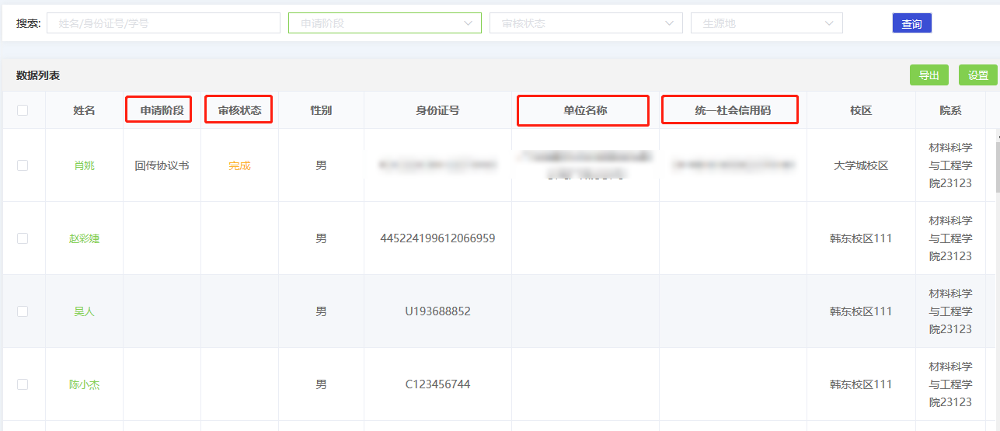 搜索: 姓名/身份证号/学号 申请阶段 审核状态 生源地 查询
数据列表 导出 设置
姓名 申请阶段 审核状态 性别 身份证号 单位名称 统一社会信用码 校区 院系
肖姚 回传协议书 完成 男 大学城校区
材料科学
与工程学
院23123
赵彩婕 男 445224199612066959 韩东校区111
材料科学
与工程学
院23123
吴人 男 U193688852 韩东校区111
材料科学
与工程学
院23123
陈小杰 男 C123456744 韩东校区111
材料科学
与工程学
院23123